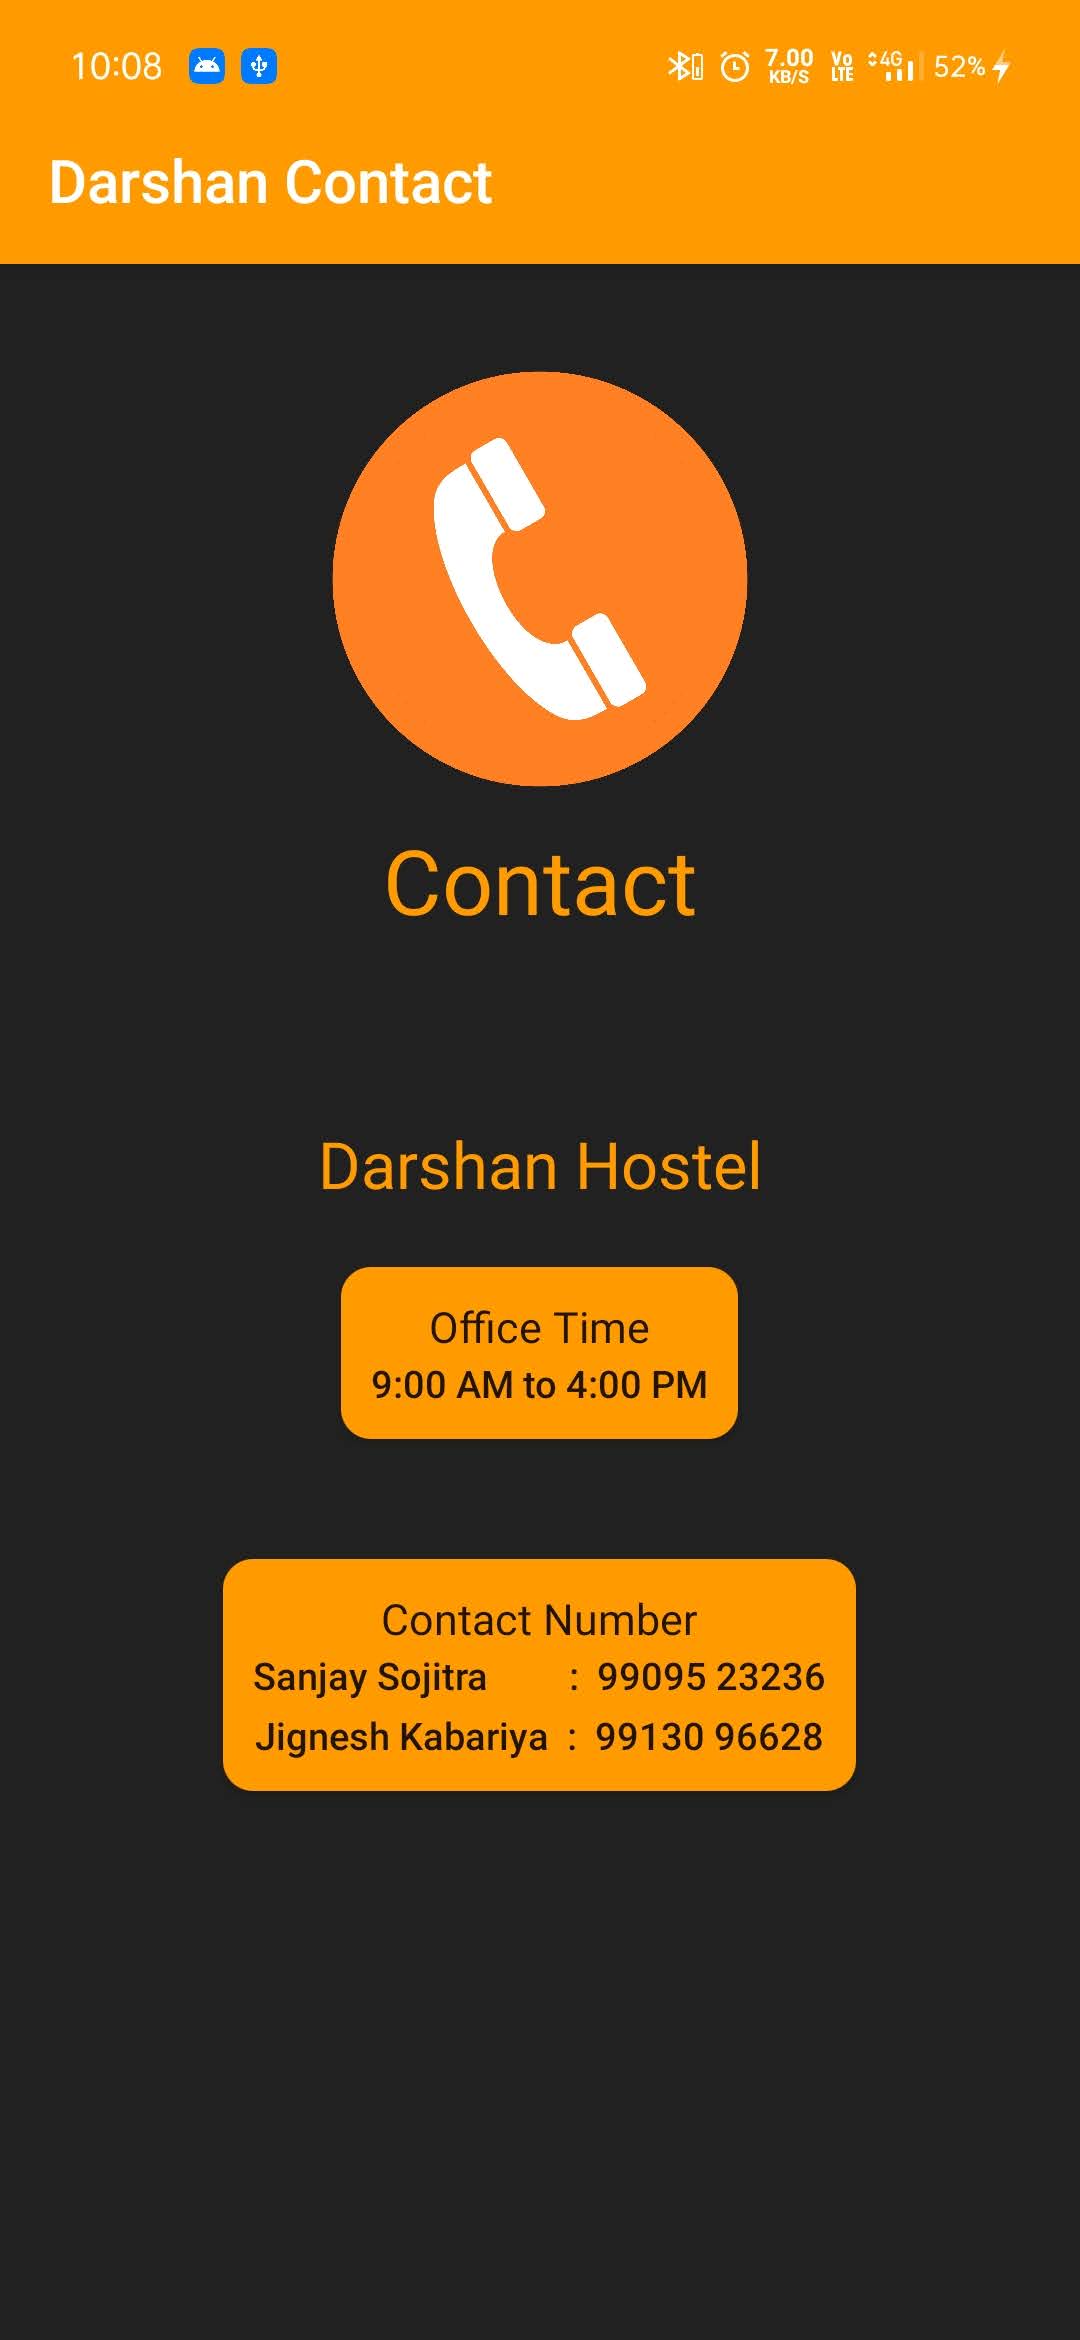 10:08 7.00 KB/S Vo LTE 4G 52%
Darshan Contact
Contact
Darshan Hostel
Office Time
9:00 AM to 4:00 PM
Contact Number
Sanjay Sojitra : 99095 23236
Jignesh Kabariya : 99130 96628